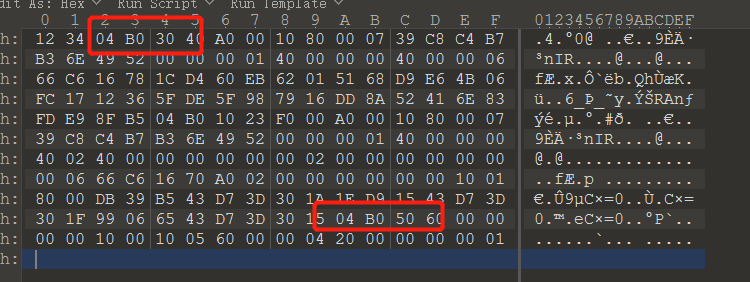 dit As: Hex Run Script Run Template
0 1 2 3 4 5 6 7 8 9 A B C D E F 0123456789ABCDEF
h: 12 34 04 B0 30 40 A0 00 10 80 00 07 39 C8 C4 B7 .4.°0@ ..€..9ÈÄ·
h: B3 6E 49 52 00 00 00 01 40 00 00 00 40 00 00 06 ³nIR....@...@...
h: 66 C6 16 78 1C D4 60 EB 62 01 51 68 D9 E6 4B 06 fÆ.x.Ô`ëb.QhÙæK.
h: FC 17 12 36 5F DE 5F 98 79 16 DD 8A 52 41 6E 83 ü..6_Þ_˜y.ÝŠRAnƒ
h: FD E9 8F B5 04 B0 10 23 F0 00 A0 00 10 80 00 07 ýé.µ.°.#ð. ..€..
h: 39 C8 C4 B7 B3 6E 49 52 00 00 00 01 40 00 00 00 9ÈÄ·³nIR....@...
h: 40 02 40 00 00 00 00 00 00 02 00 00 00 00 00 00 @.@.............
h: 00 06 66 C6 16 70 A0 02 00 00 00 00 00 00 10 01 ..fÆ.p .........
h: 80 00 DB 39 B5 43 D7 3D 30 1A 1E D9 15 43 D7 3D €.Û9µC×=0..Ù.C×=
h: 30 1F 99 06 65 43 D7 3D 30 15 04 B0 50 60 00 00 0.™.eC×=0..°P`..
h: 00 00 10 00 10 05 60 00 00 04 20 00 00 00 00 01 ......`... .....
h: